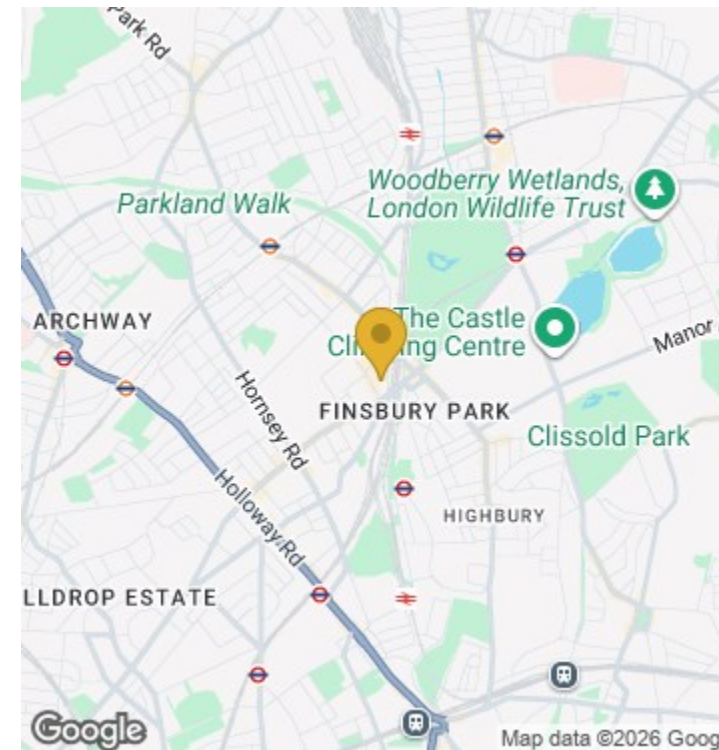 Park Rd
Woodberry Wetlands,
London Wildlife Trust
Parkland Walk
ARCHWAY
The Castle
Climbing Centre
Manor
Hornsey Rd
FINSBURY PARK
Clissold Park
Holloway Rd
HIGHBURY
LLDROP ESTATE
Google
Map data ©2026 Goog